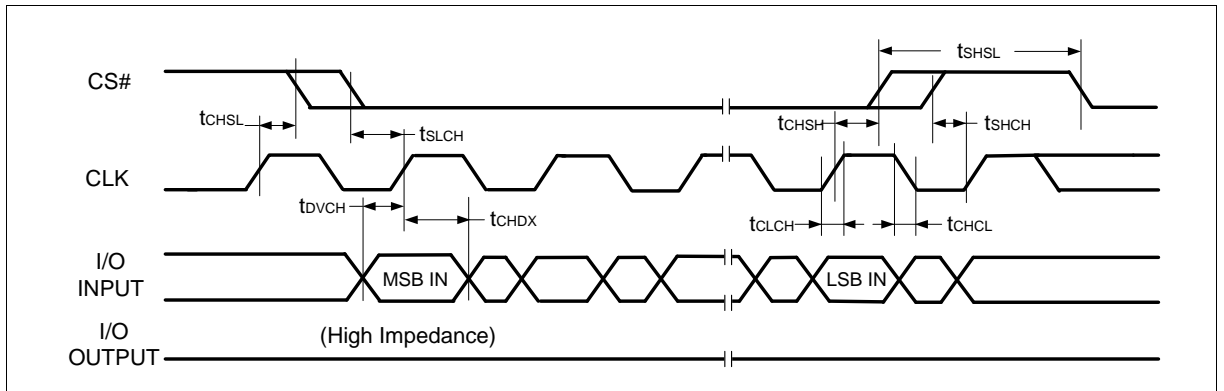 tSHSL
CS#
tCHSL
tSLCH
tCHSH
tSHCH
CLK
tDVCH
tCHDX
tCLCH
tCHCL
I/O
INPUT
MSB IN
LSB IN
I/O
OUTPUT
(High Impedance)